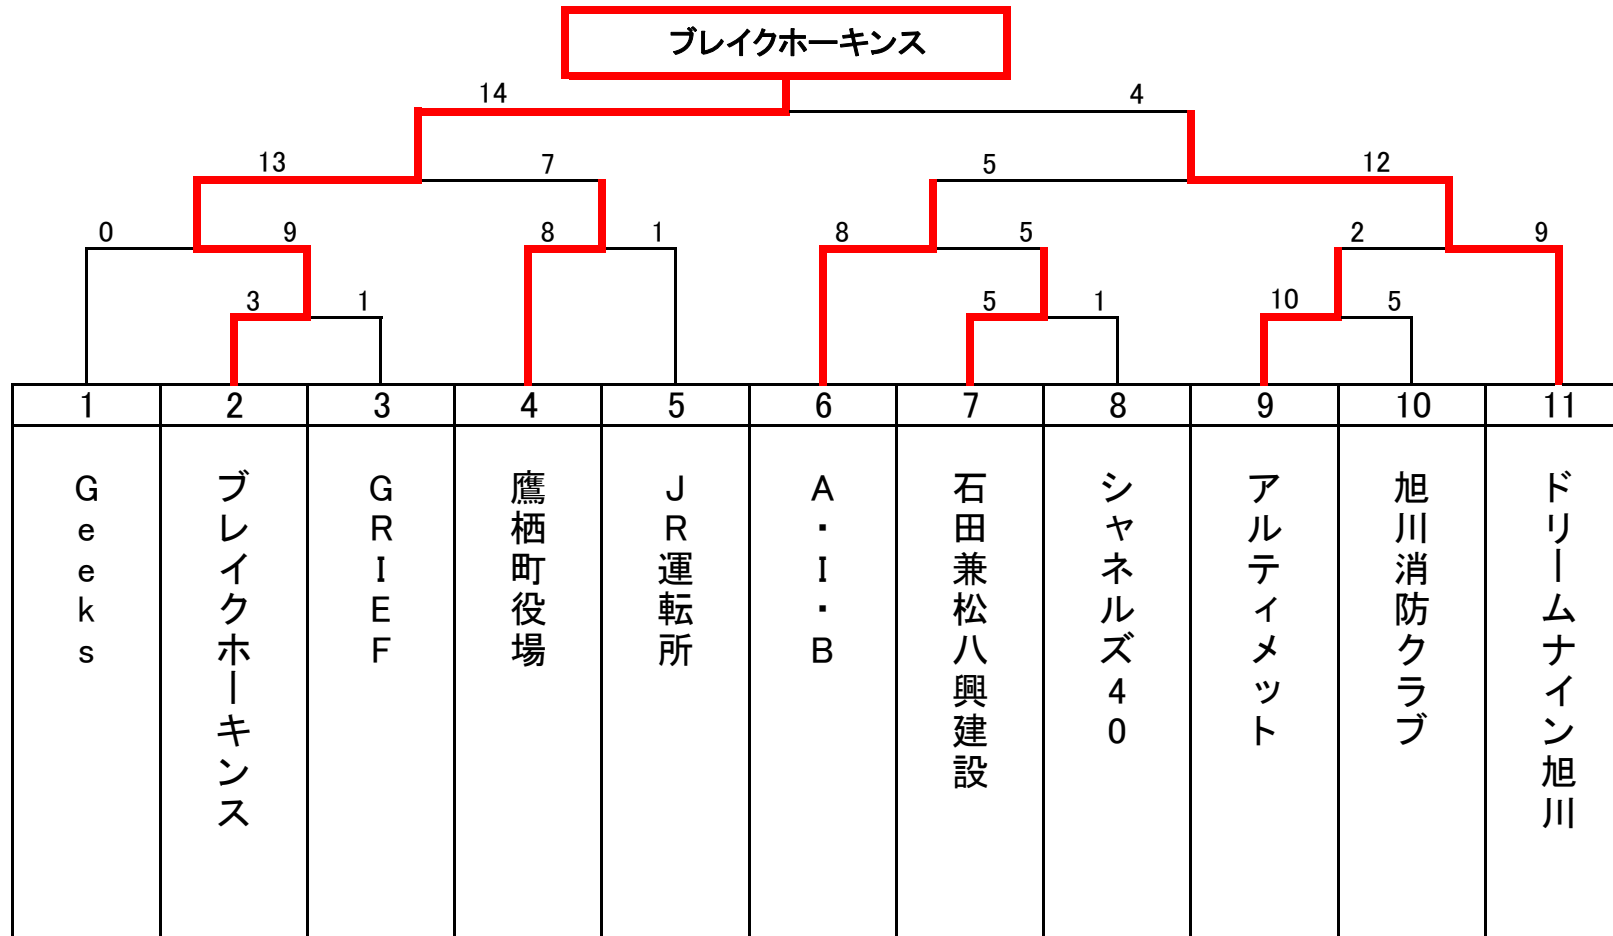 ブレイクホーキンス
14 4
13 7 5 12
0 9 8 1 8 5 2 9
3 1 5 1 10 5
1 2 3 4 5 6 7 8 9 10 11
Geeks
ブレイクホーキンス
GRIEF
鷹栖町役場
JR運転所
A・I・B
石田兼松八興建設
シャネルズ40
アルティメット
旭川消防クラブ
ドリームナイン旭川